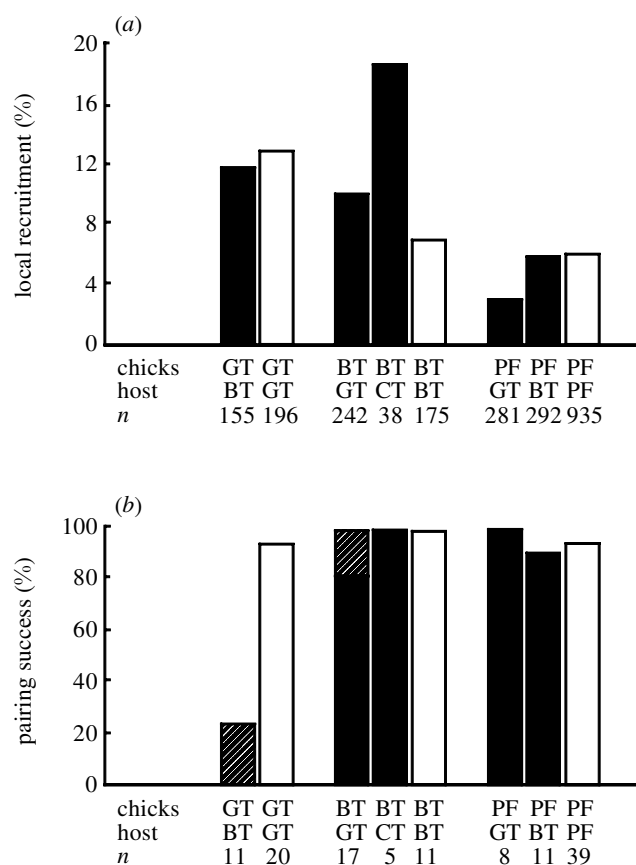 (a)
20
16
12
8
4
0
local recruitment (%)
chicks GT GT BT BT BT PF PF PF
host BT GT GT CT BT GT BT PF
n 155 196 242 38 175 281 292 935
(b)
100
80
60
40
20
0
pairing success (%)
chicks GT GT BT BT BT PF PF PF
host BT GT GT CT BT GT BT PF
n 11 20 17 5 11 8 11 39